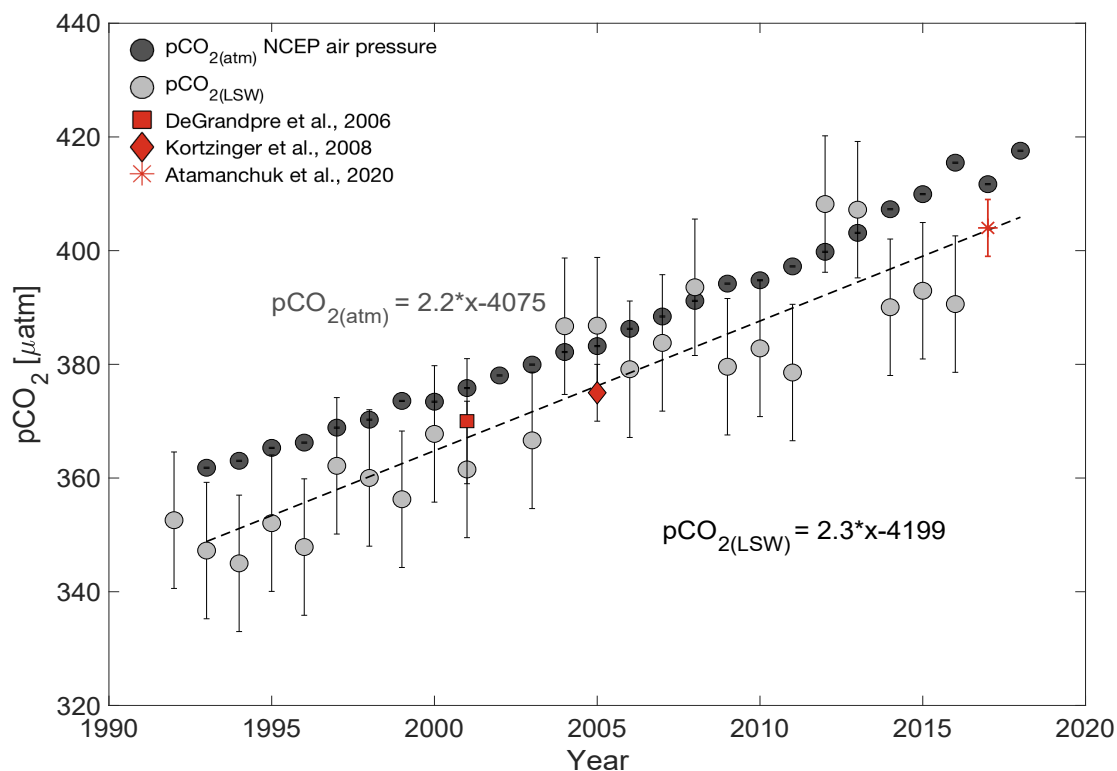 440
420
400
380
360
340
320
pCO2 [μatm]
pCO2(atm) NCEP air pressure
pCO2(LSW)
DeGrandpre et al., 2006
Kortzinger et al., 2008
Atamanchuk et al., 2020
pCO2(atm) = 2.2*x-4075
pCO2(LSW) = 2.3*x-4199
1990 1995 2000 2005 2010 2015 2020
Year